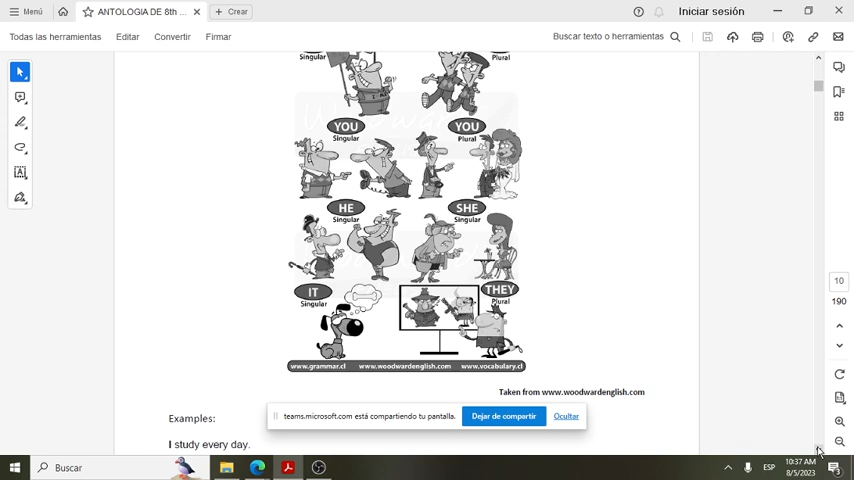 Menú
ANTOLOGIA DE 8th ...
Crear
Iniciar sesión
Todas las herramientas
Editar
Convertir
Firmar
Buscar texto o herramientas
Singular
Plural
YOU
Singular
YOU
Plural
HE
Singular
SHE
Singular
IT
Singular
THEY
Plural
www.grammar.cl www.woodwardenglish.com www.vocabulary.cl
Taken from www.woodwardenglish.com
Examples:
I study every day.
teams.microsoft.com está compartiendo tu pantalla.
Dejar de compartir
Ocultar
10
190
Buscar
ESP
10:37 AM
8/5/2023